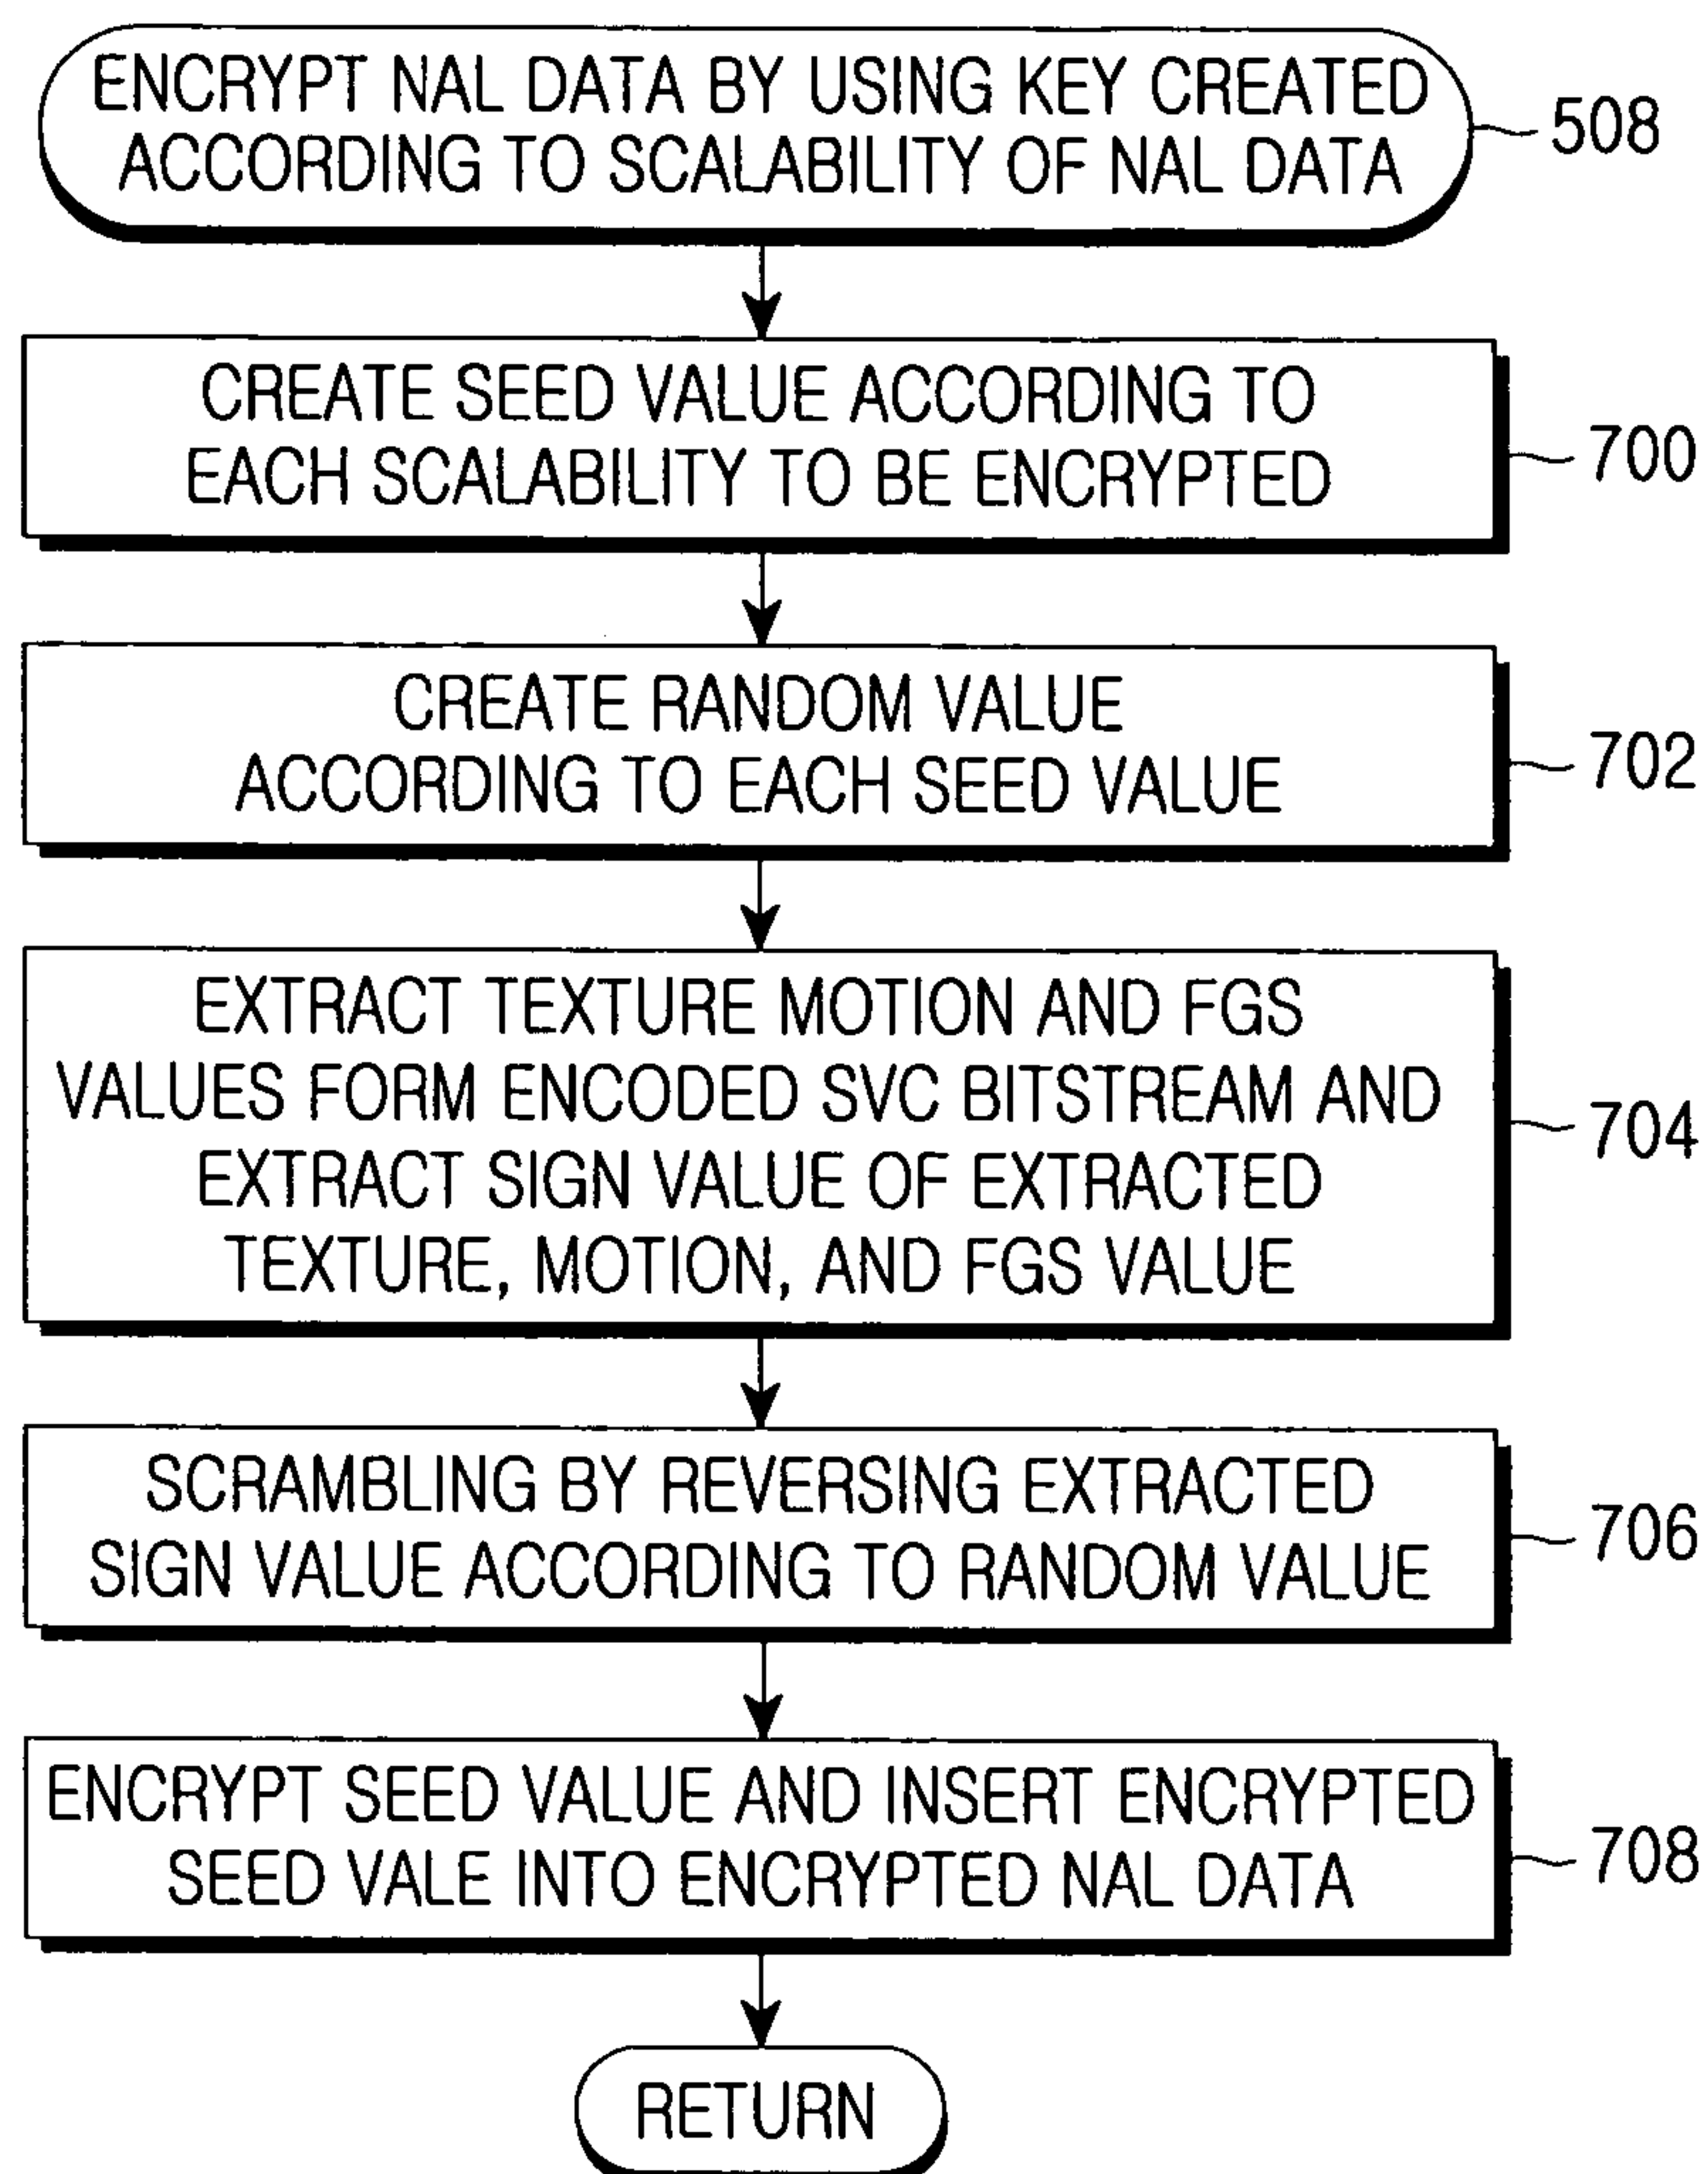 ENCRYPT NAL DATA BY USING KEY CREATED
ACCORDING TO SCALABILITY OF NAL DATA
508
CREATE SEED VALUE ACCORDING TO
EACH SCALABILITY TO BE ENCRYPTED
700
CREATE RANDOM VALUE
ACCORDING TO EACH SEED VALUE
702
EXTRACT TEXTURE MOTION AND FGS
VALUES FORM ENCODED SVC BITSTREAM AND
EXTRACT SIGN VALUE OF EXTRACTED
TEXTURE, MOTION, AND FGS VALUE
704
SCRAMBLING BY REVERSING EXTRACTED
SIGN VALUE ACCORDING TO RANDOM VALUE
706
ENCRYPT SEED VALUE AND INSERT ENCRYPTED
SEED VALE INTO ENCRYPTED NAL DATA
708
RETURN